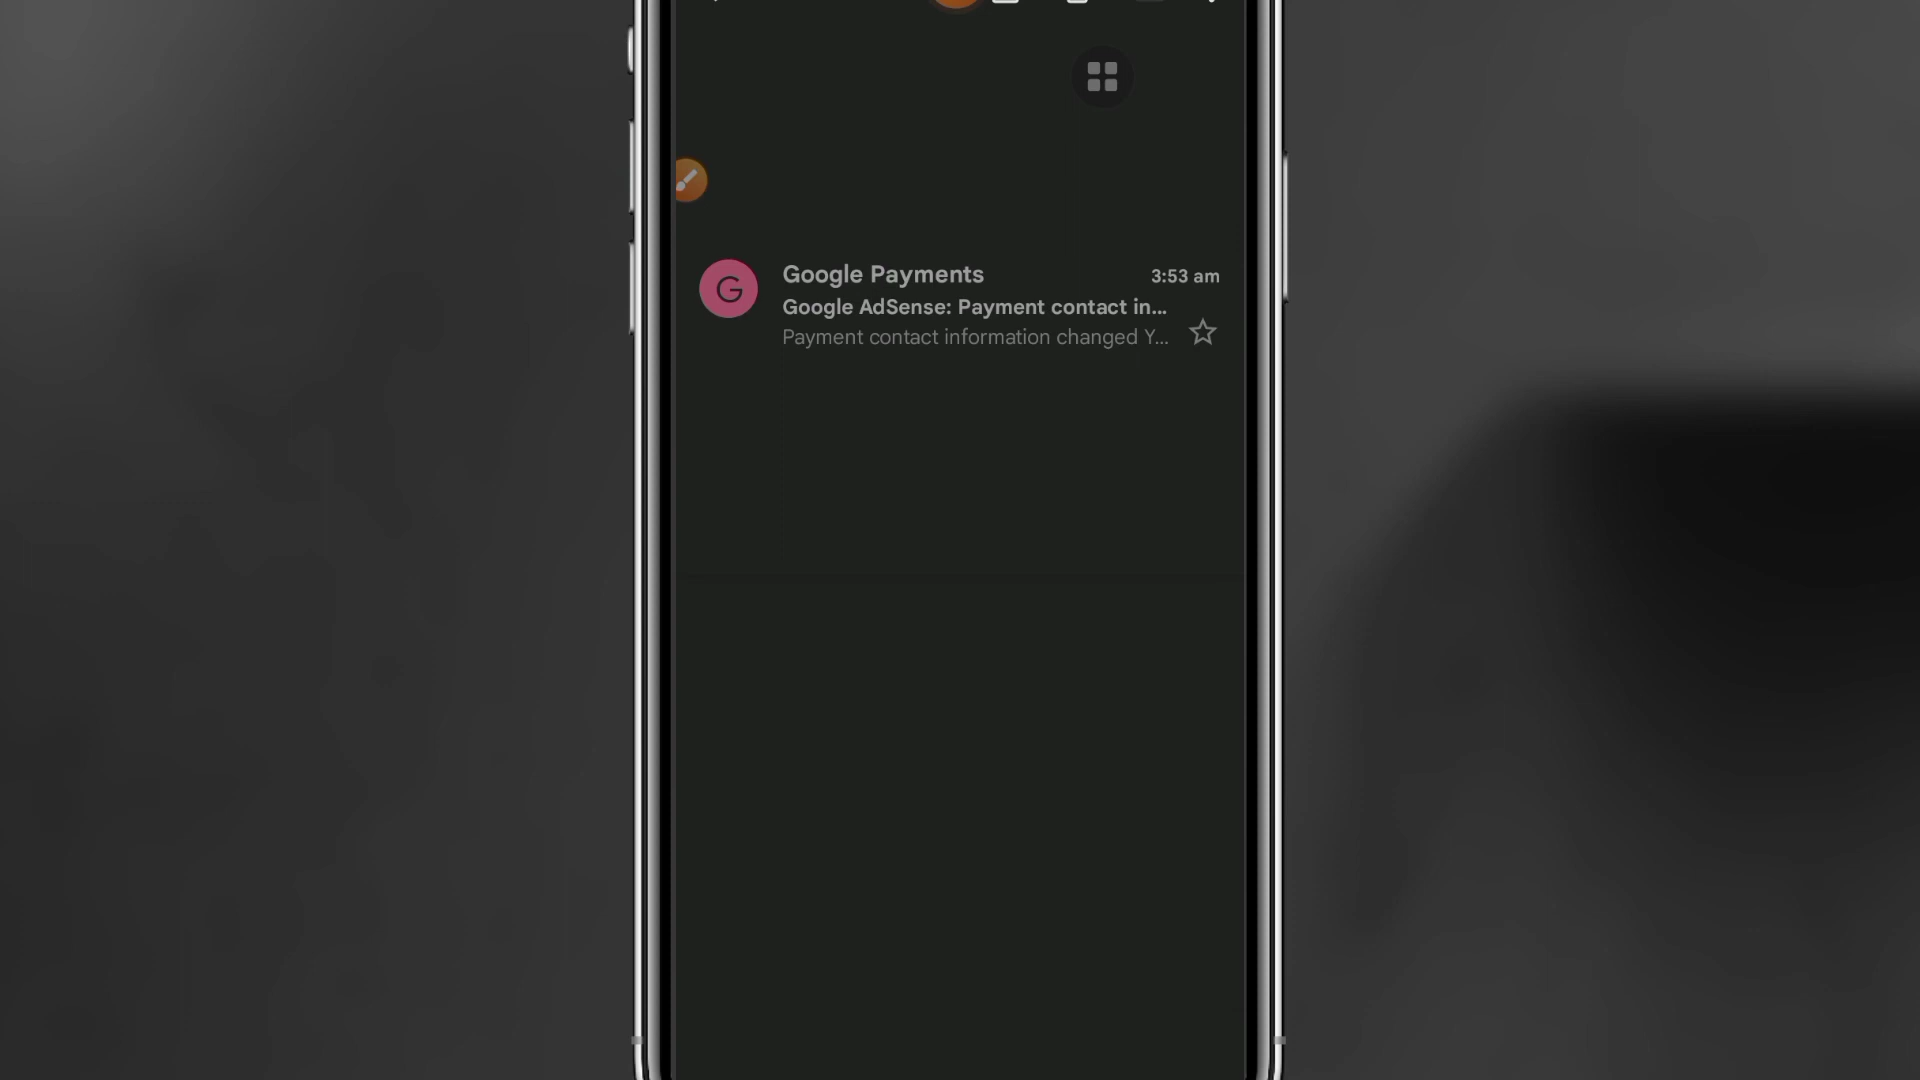 G
Google Payments
3:53 am
Google AdSense: Payment contact in...
Payment contact information changed Y...